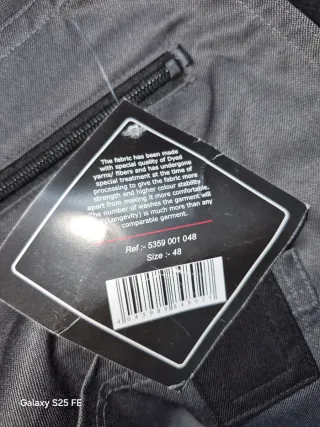 The fabric has been made
with special quality of Dyed
yarns/ fibers and has undergone
special treatment at the time of
processing to give the fabric more
strength and higher colour stability
apart from making it more comfortable.
The number of washes the garment will
(Longevity) is much more than any
comparable garment.
Ref :- 5359 001 048
Size :- 48
Galaxy S25 FE